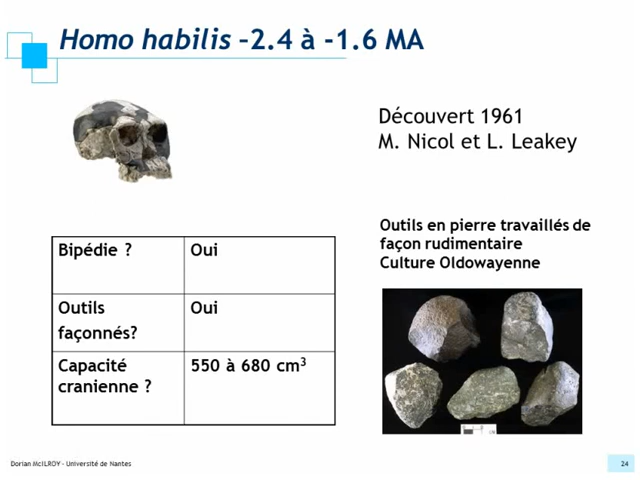 Homo habilis –2.4 à -1.6 MA
Découvert 1961
M. Nicol et L. Leakey
Outils en pierre travaillés de
façon rudimentaire
Culture Oldowayenne
Bipédie ? Oui
Outils Oui
façonnés?
Capacité 550 à 680 cm³
cranienne ?
Dorian McILROY - Université de Nantes
24